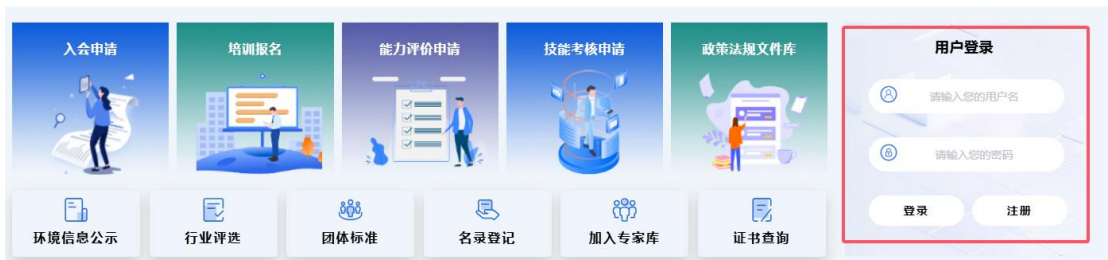 入会申请
培训报名
能力评价申请
技能考核申请
政策法规文件库
环境信息公示
行业评选
团体标准
名录登记
加入专家库
证书查询
用户登录
请输入您的用户名
请输入您的密码
登录
注册